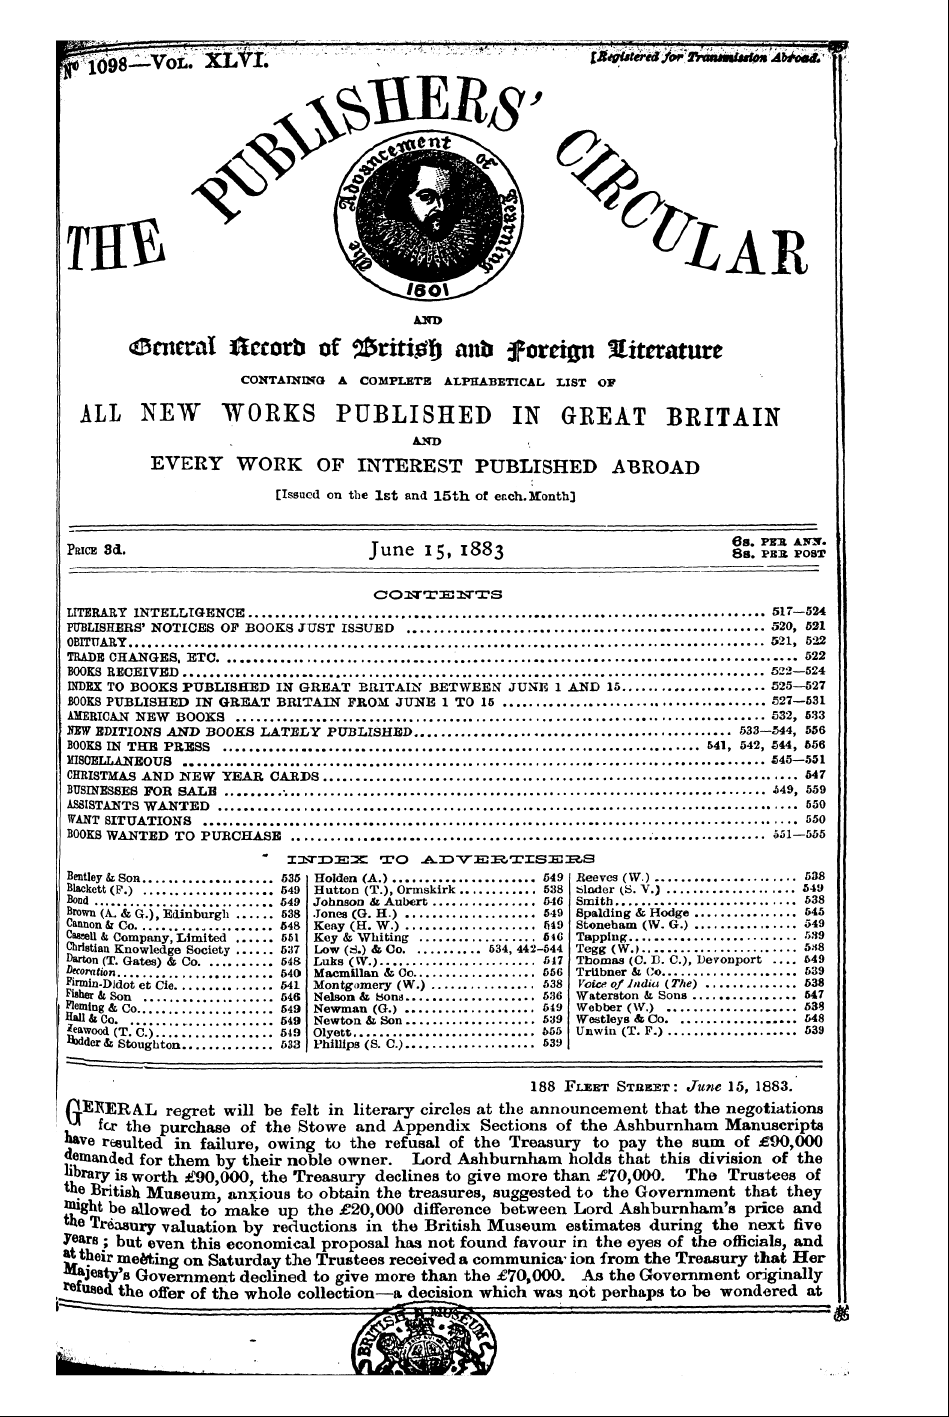 No 1098—VOL. XLVI.
[Registered for Transmission Abroad.
THE PUBLISHERS' CIRCULAR
The Advancement of Learning
1601
AND
General Record of British and Foreign Literature
CONTAINING A COMPLETE ALPHABETICAL LIST OF
ALL NEW WORKS PUBLISHED IN GREAT BRITAIN
AND
EVERY WORK OF INTEREST PUBLISHED ABROAD
[Issued on the 1st and 15th of each Month]
PRICE 3d.
June 15, 1883
6s. PER ANN.
8s. PER POST
CONTENTS
LITERARY INTELLIGENCE 517—524
PUBLISHERS' NOTICES OF BOOKS JUST ISSUED 520, 521
OBITUARY 521, 522
TRADE CHANGES, ETC. 522
BOOKS RECEIVED 522—524
INDEX TO BOOKS PUBLISHED IN GREAT BRITAIN BETWEEN JUNE 1 AND 15 525—527
BOOKS PUBLISHED IN GREAT BRITAIN FROM JUNE 1 TO 15 527—531
AMERICAN NEW BOOKS 532, 533
NEW EDITIONS AND BOOKS LATELY PUBLISHED 533—544, 556
BOOKS IN THE PRESS 541, 542, 544, 556
MISCELLANEOUS 545—551
CHRISTMAS AND NEW YEAR CARDS 547
BUSINESSES FOR SALE 549, 559
ASSISTANTS WANTED 550
WANT SITUATIONS 550
BOOKS WANTED TO PURCHASE 551—555
INDEX TO ADVERTISERS
Bentley & Son 535
Blackett (F.) 549
Bond 549
Brown (A. & G.), Edinburgh 538
Cannon & Co. 548
Cassell & Company, Limited 551
Christian Knowledge Society 537
Darton (T. Gates) & Co. 548
Decoration 540
Firmin-Didot et Cie. 541
Fisher & Son 546
Fleming & Co. 549
Hall & Co. 549
Heawood (T. C.) 549
Hodder & Stoughton 533
Holden (A.) 549
Hutton (T.), Ormskirk 538
Johnson & Aubert 546
Jones (G. H.) 549
Keay (H. W.) 549
Key & Whiting 546
Low (S.) & Co. 534, 442-544
Luks (W.) 547
Macmillan & Co. 556
Montgomery (W.) 538
Nelson & Sons 536
Newman (G.) 549
Newton & Son 539
Olyett 555
Phillips (S. C.) 539
Reeves (W.) 538
Slader (S. V.) 549
Smith 538
Spalding & Hodge 545
Stoneham (W. G.) 549
Tapping 539
Tegg (W.) 538
Thomas (C. B. C.), Devonport 549
Trübner & Co. 539
Voice of India (The) 538
Waterston & Sons 547
Webber (W.) 538
Westleys & Co. 548
Unwin (T. F.) 539
188 FLEET STREET: June 15, 1883.
GENERAL regret will be felt in literary circles at the announcement that the negotiations
for the purchase of the Stowe and Appendix Sections of the Ashburnham Manuscripts
have resulted in failure, owing to the refusal of the Treasury to pay the sum of £90,000
demanded for them by their noble owner. Lord Ashburnham holds that this division of the
library is worth £90,000, the Treasury declines to give more than £70,000. The Trustees of
the British Museum, anxious to obtain the treasures, suggested to the Government that they
might be allowed to make up the £20,000 difference between Lord Ashburnham's price and
the Treasury valuation by reductions in the British Museum estimates during the next five
years; but even this economical proposal has not found favour in the eyes of the officials, and
at their meeting on Saturday the Trustees received a communication from the Treasury that Her
Majesty's Government declined to give more than the £70,000. As the Government originally
refused the offer of the whole collection—a decision which was not perhaps to be wondered at
BRITISH MUSEUM